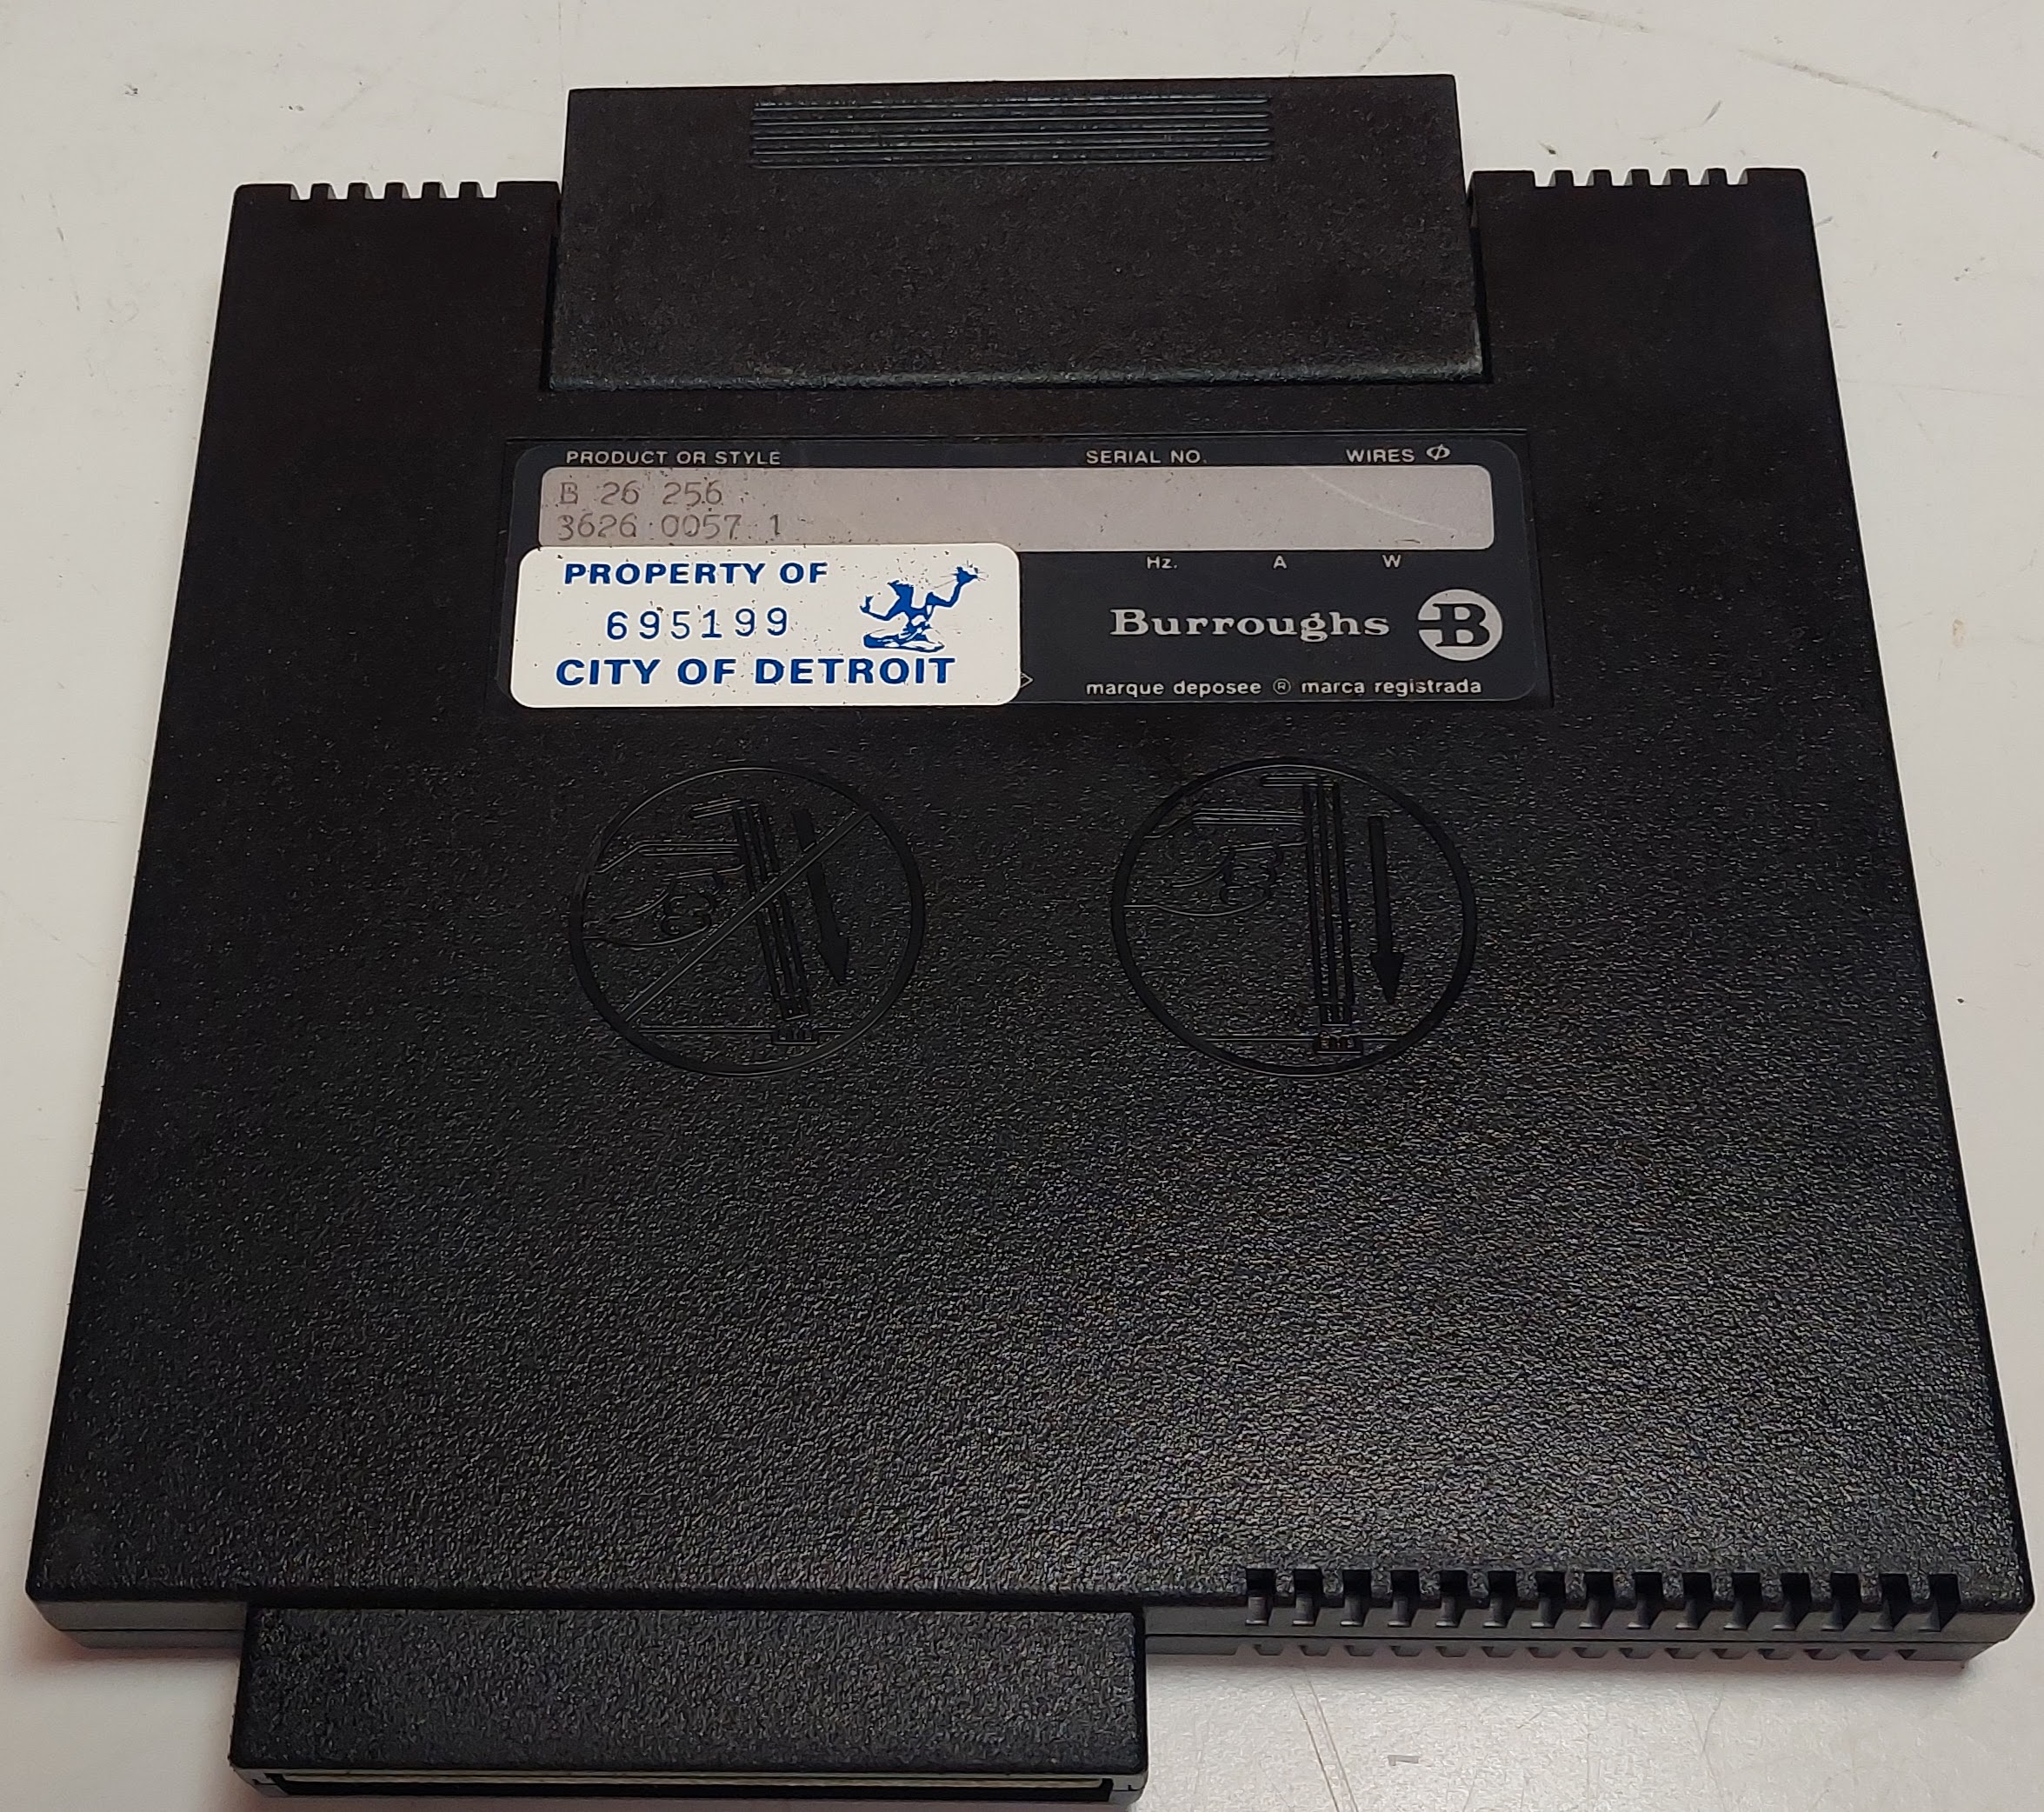 PRODUCT OR STYLE SERIAL NO. WIRES ⌀
B 26 256
3626 0057 1
Hz. A W
PROPERTY OF
695199
CITY OF DETROIT
Burroughs B
marque deposee ® marca registrada